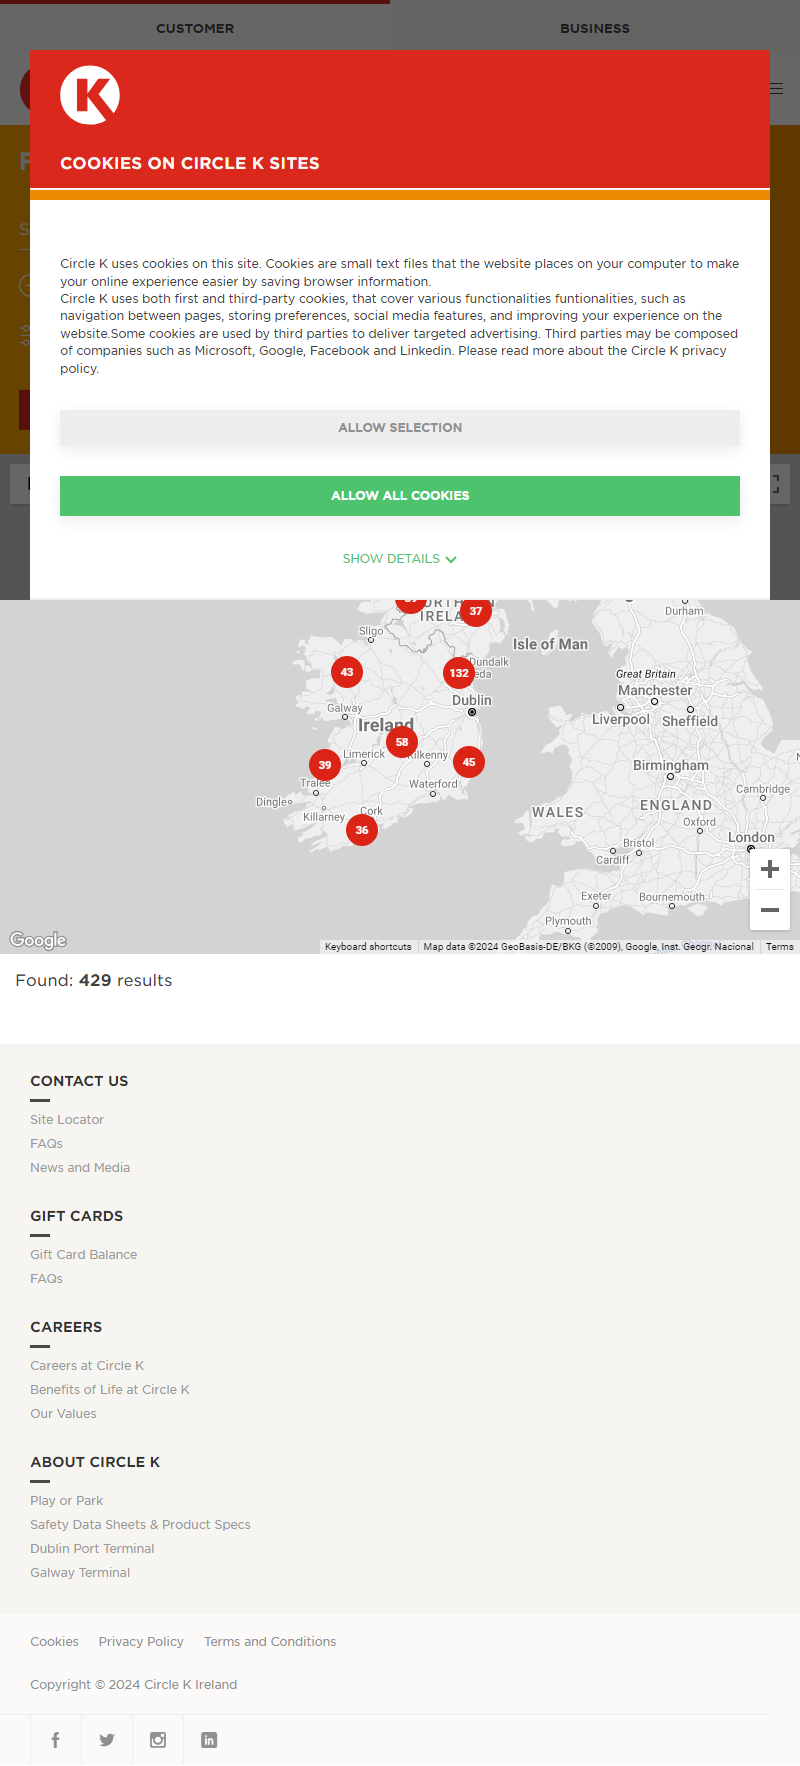 CUSTOMER
BUSINESS
COOKIES ON CIRCLE K SITES
Circle K uses cookies on this site. Cookies are small text files that the website places on your computer to make
your online experience easier by saving browser information.
Circle K uses both first and third-party cookies, that cover various functionalities funtionalities, such as
navigation between pages, storing preferences, social media features, and improving your experience on the
website.Some cookies are used by third parties to deliver targeted advertising. Third parties may be composed
of companies such as Microsoft, Google, Facebook and Linkedin. Please read more about the Circle K privacy
policy.
ALLOW SELECTION
ALLOW ALL COOKIES
SHOW DETAILS
37
Durham
Sligo
Isle of Man
Dundalk
43
132
Great Britain
Manchester
Galway
Dublin
Liverpool
Sheffield
Ireland
58
Limerick
Kilkenny
39
45
Birmingham
Tralee
Waterford
Cambridge
Dingle
Killarney
Cork
WALES
ENGLAND
36
Oxford
London
Bristol
Cardiff
Exeter
Bournemouth
Plymouth
Google
Keyboard shortcuts
Map data ©2024 GeoBasis-DE/BKG (©2009), Google, Inst. Geogr. Nacional
Terms
Found: 429 results
CONTACT US
Site Locator
FAQs
News and Media
GIFT CARDS
Gift Card Balance
FAQs
CAREERS
Careers at Circle K
Benefits of Life at Circle K
Our Values
ABOUT CIRCLE K
Play or Park
Safety Data Sheets & Product Specs
Dublin Port Terminal
Galway Terminal
Cookies Privacy Policy Terms and Conditions
Copyright © 2024 Circle K Ireland